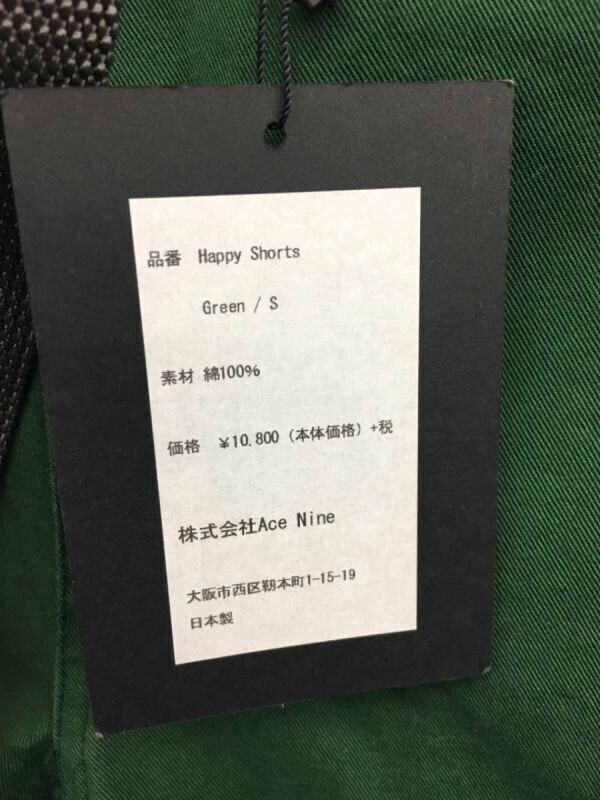 品番 Happy Shorts
Green / S
素材 綿100%
価格 ¥10.800（本体価格）+税
株式会社Ace Nine
大阪市西区靭本町1-15-19
日本製